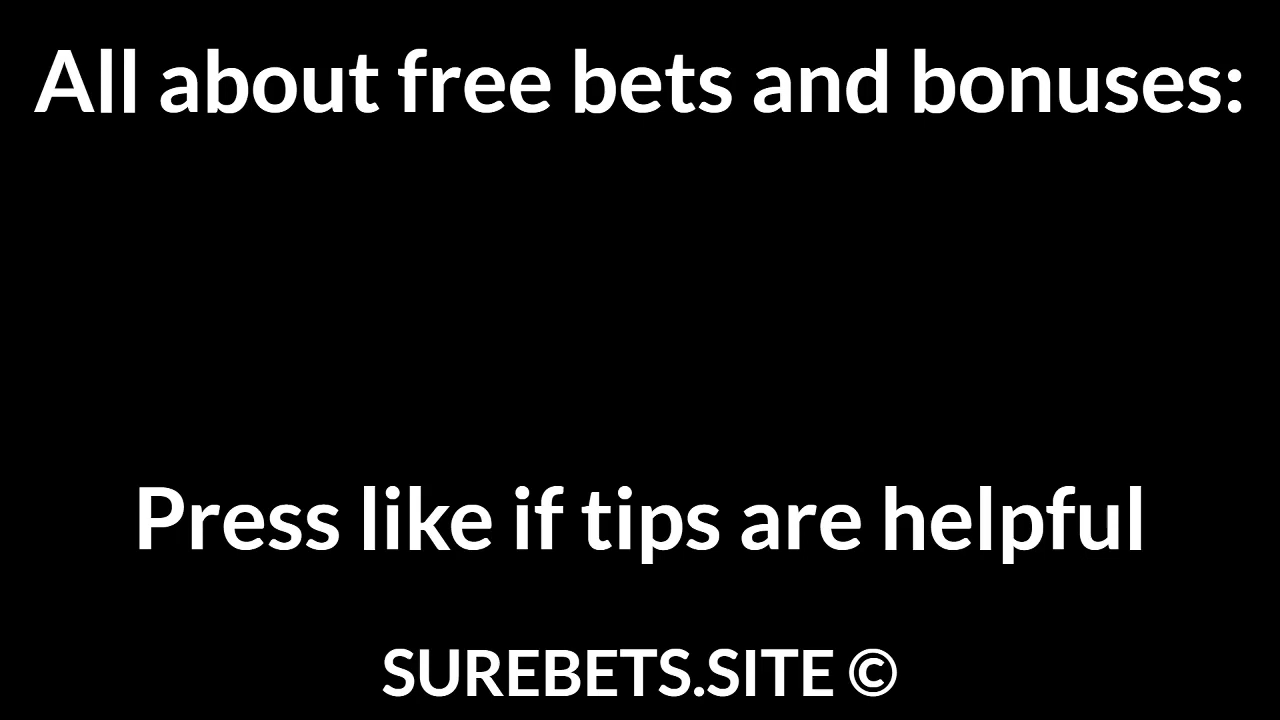 All about free bets and bonuses:
Press like if tips are helpful
SUREBETS.SITE ©